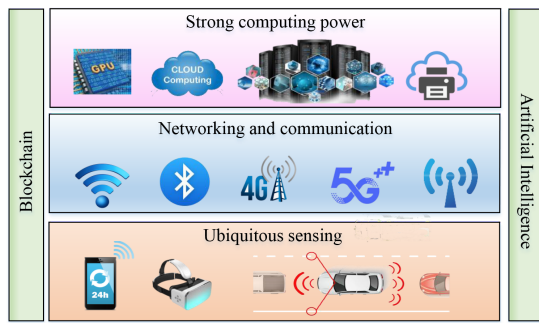 Blockchain
Strong computing power
GPU
CLOUD
Computing
Networking and communication
4G
5G++
Ubiquitous sensing
24h
Artificial Intelligence